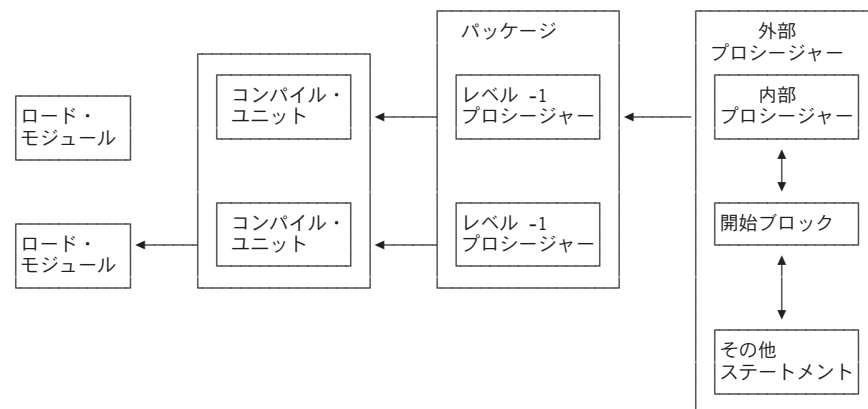 パッケージ
外部
プロシージャー
コンパイル・
ユニット
レベル -1
プロシージャー
内部
プロシージャー
ロード・
モジュール
コンパイル・
ユニット
レベル -1
プロシージャー
開始ブロック
ロード・
モジュール
その他
ステートメント